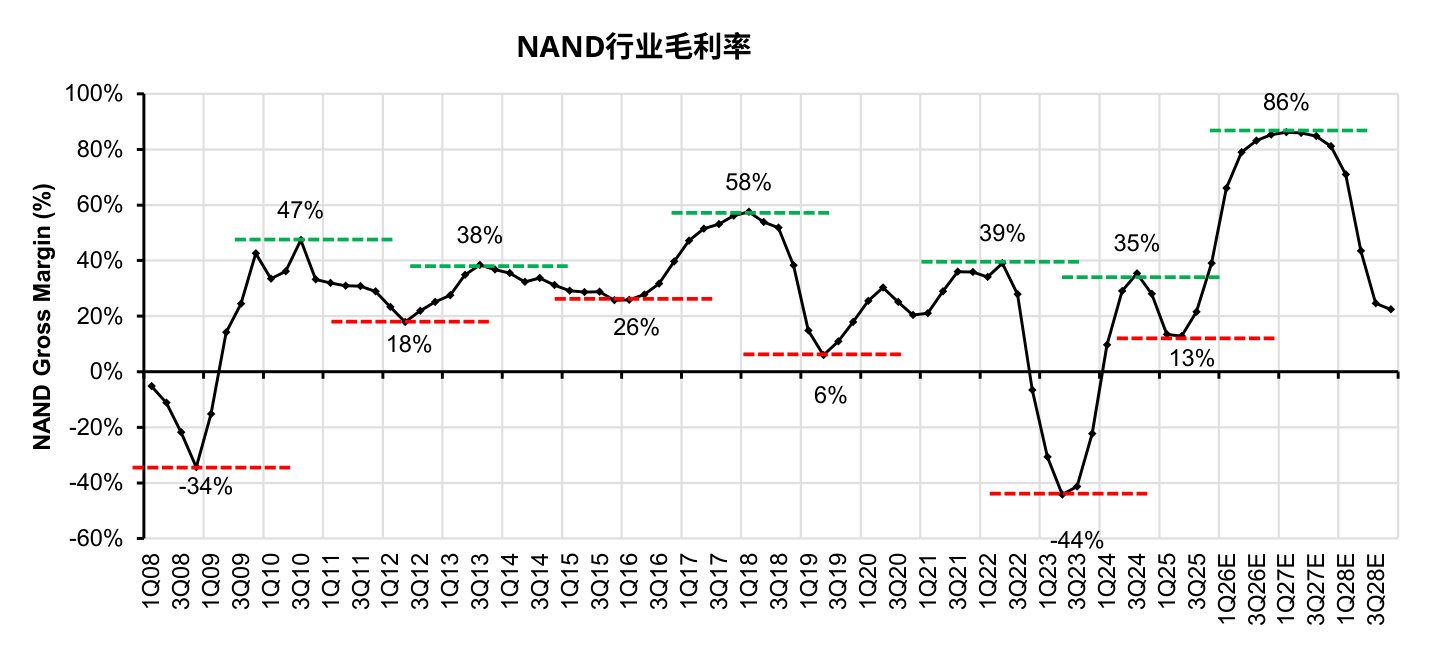 NAND行业毛利率
NAND Gross Margin (%)
100%
80%
60%
40%
20%
0%
-20%
-40%
-60%
-34%
47%
18%
38%
26%
58%
6%
39%
-44%
35%
13%
86%
1Q08
3Q08
1Q09
3Q09
1Q10
3Q10
1Q11
3Q11
1Q12
3Q12
1Q13
3Q13
1Q14
3Q14
1Q15
3Q15
1Q16
3Q16
1Q17
3Q17
1Q18
3Q18
1Q19
3Q19
1Q20
3Q20
1Q21
3Q21
1Q22
3Q22
1Q23
3Q23
1Q24
3Q24
1Q25
3Q25
1Q26E
3Q26E
1Q27E
3Q27E
1Q28E
3Q28E